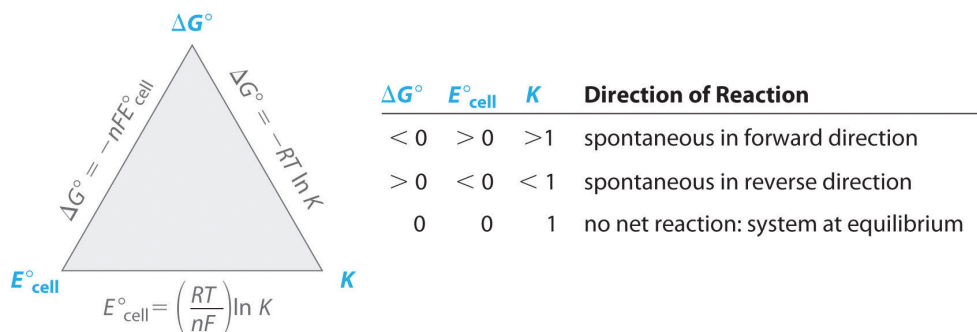 ΔG°
ΔG° = −nFE°cell
ΔG° = −RT ln K
E°cell
K
E°cell = (RT/nF) ln K
ΔG° E°cell K Direction of Reaction
< 0 > 0 >1 spontaneous in forward direction
> 0 < 0 < 1 spontaneous in reverse direction
0 0 1 no net reaction: system at equilibrium